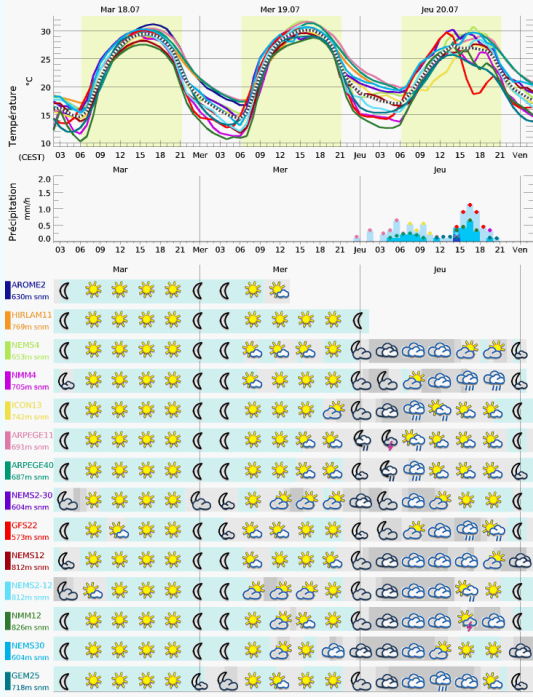 Mar 18.07 Mer 19.07 Jeu 20.07
Température
°C
30
25
20
15
10
(CEST) 03 06 09 12 15 18 21 Mer 03 06 09 12 15 18 21 Jeu 03 06 09 12 15 18 21 Ven
Mar Mer Jeu
Précipitation
mm/h
2.0
1.5
1.0
0.5
0.0
03 06 09 12 15 18 21 Mer 03 06 09 12 15 18 21 Jeu 03 06 09 12 15 18 21 Ven
Mar Mer Jeu
AROME2
630m snm
HIRLAM11
769m snm
NEMS4
653m snm
NMM4
705m snm
ICON13
742m snm
ARPEGE11
691m snm
ARPEGE40
687m snm
NEMS2-30
604m snm
GFS22
573m snm
NEMS12
812m snm
NEMS2-12
812m snm
NMM12
826m snm
NEMS30
604m snm
GEM25
718m snm